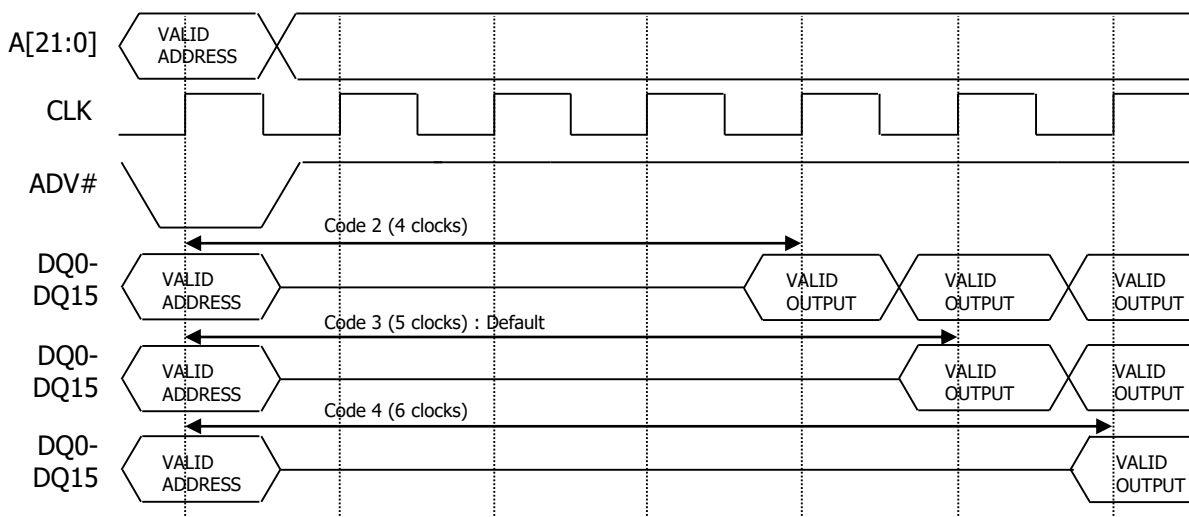 A[21:0]
VALID
ADDRESS
CLK
ADV#
Code 2 (4 clocks)
DQ0-
DQ15
VALID
ADDRESS
VALID
OUTPUT
VALID
OUTPUT
VALID
OUTPUT
Code 3 (5 clocks) : Default
DQ0-
DQ15
VALID
ADDRESS
VALID
OUTPUT
VALID
OUTPUT
Code 4 (6 clocks)
DQ0-
DQ15
VALID
ADDRESS
VALID
OUTPUT